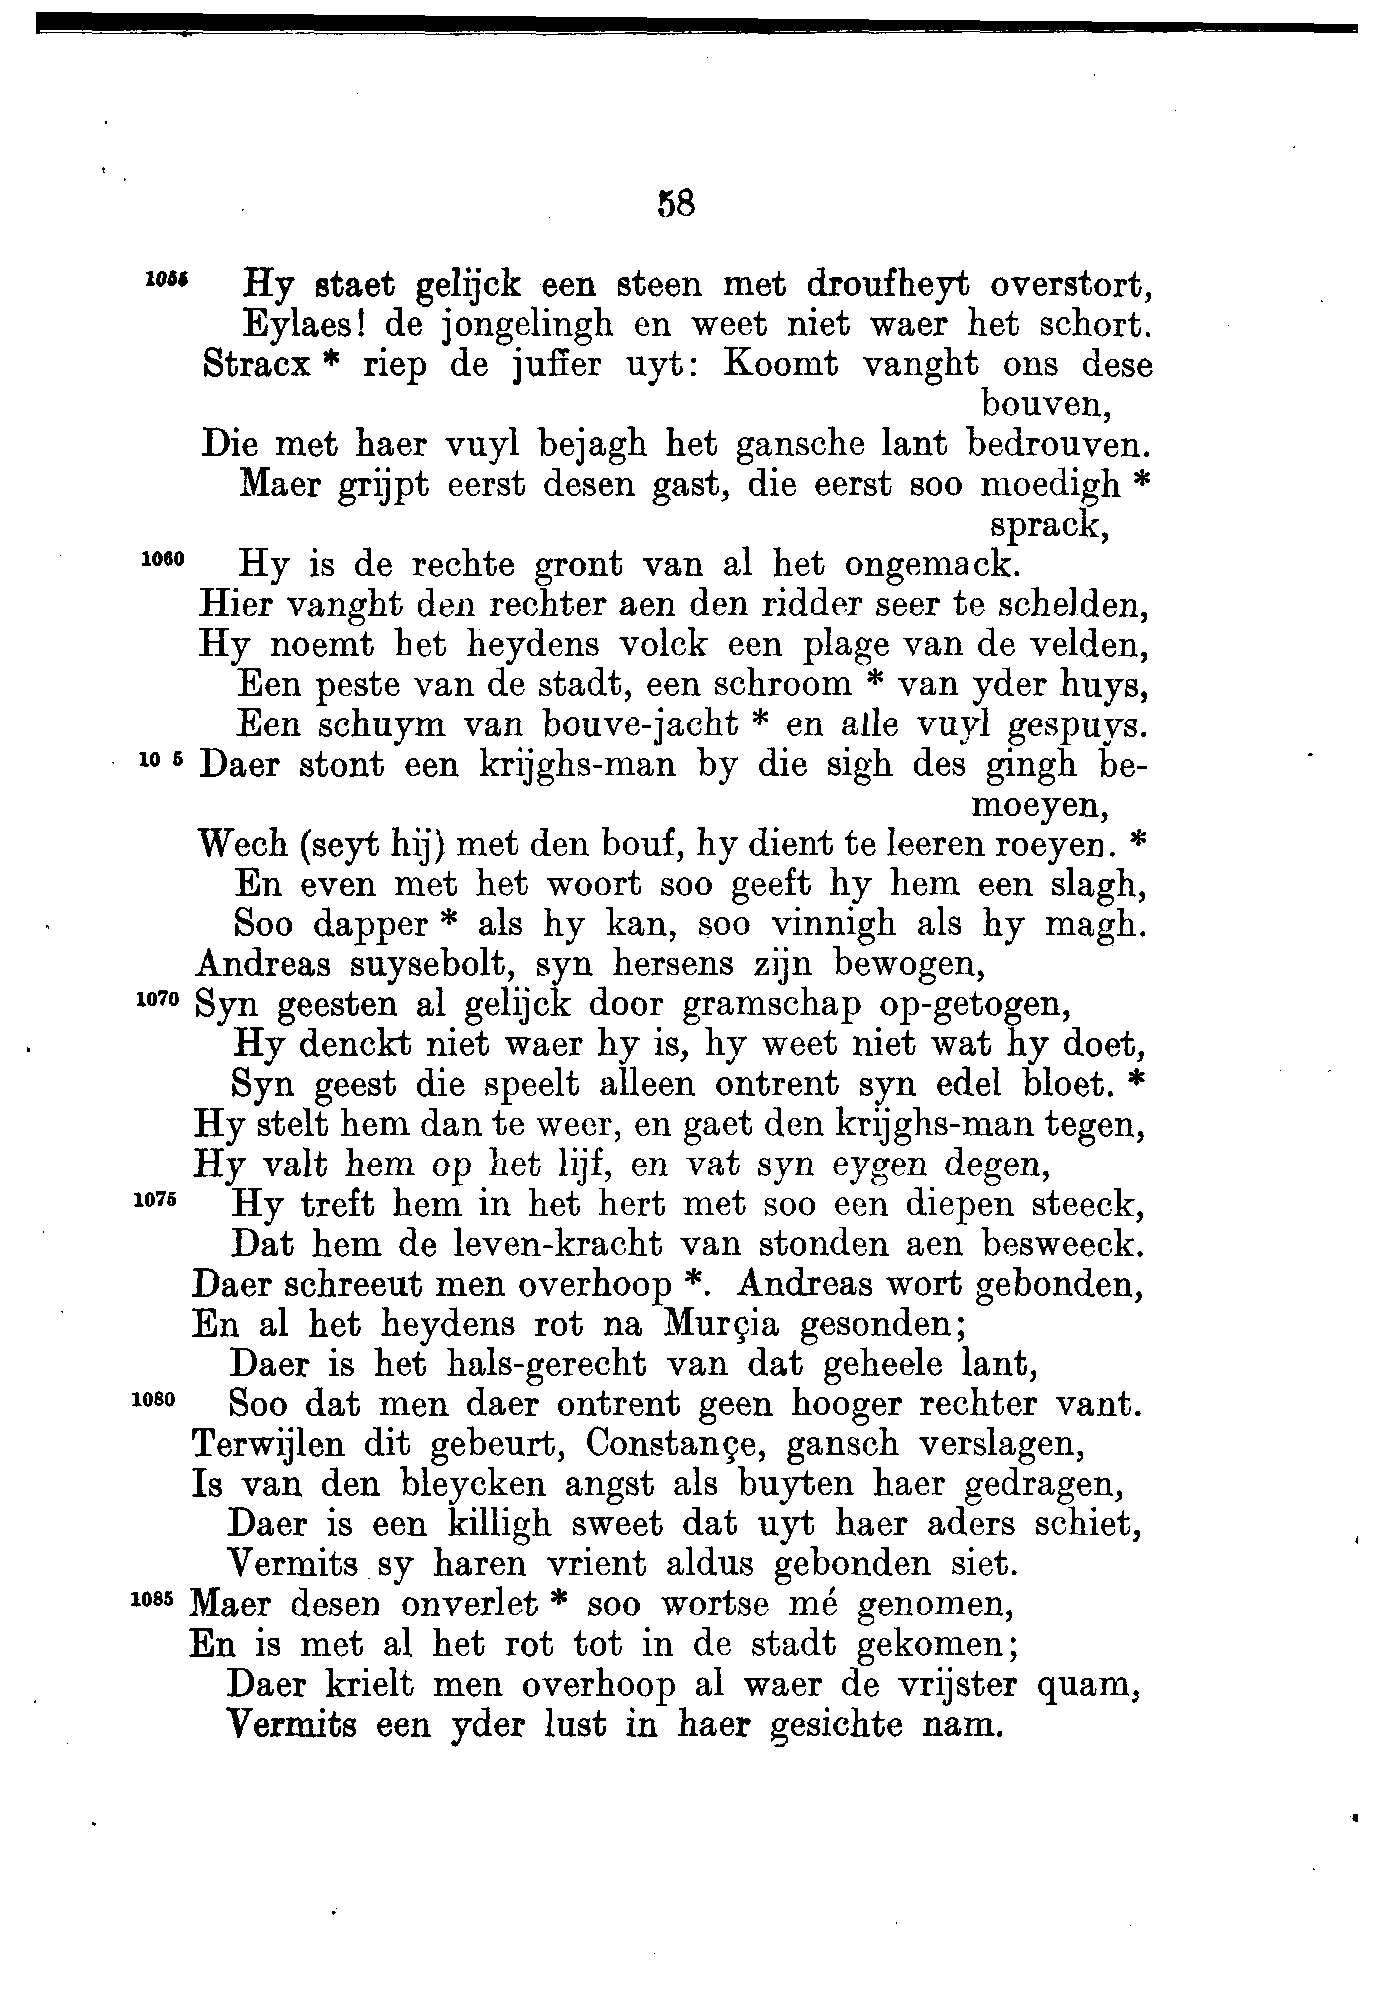 58
1055 Hy staet gelijck een steen met droufheyt overstort,
Eylaes! de jongelingh en weet niet waer het schort.
Stracx * riep de juffer uyt: Koomt vanght ons dese
bouven,
Die met haer vuyl bejagh het gansche lant bedrouven.
Maer grijpt eerst desen gast, die eerst soo moedigh *
sprack,
1060 Hy is de rechte gront van al het ongemack.
Hier vanght den rechter aen den ridder seer te schelden,
Hy noemt het heydens volck een plage van de velden,
Een peste van de stadt, een schroom * van yder huys,
Een schuym van bouve-jacht * en alle vuyl gespuys.
10 5 Daer stont een krijghs-man by die sigh des gingh be-
moeyen,
Wech (seyt hij) met den bouf, hy dient te leeren roeyen. *
En even met het woort soo geeft hy hem een slagh,
Soo dapper * als hy kan, soo vinnigh als hy magh.
Andreas suysebolt, syn hersens zijn bewogen,
1070 Syn geesten al gelijck door gramschap op-getogen,
Hy denckt niet waer hy is, hy weet niet wat hy doet,
Syn geest die speelt alleen ontrent syn edel bloet. *
Hy stelt hem dan te weer, en gaet den krijghs-man tegen,
Hy valt hem op het lijf, en vat syn eygen degen,
1075 Hy treft hem in het hert met soo een diepen steeck,
Dat hem de leven-kracht van stonden aen besweeck.
Daer schreeut men overhoop *. Andreas wort gebonden,
En al het heydens rot na Murçia gesonden;
Daer is het hals-gerecht van dat geheele lant,
1080 Soo dat men daer ontrent geen hooger rechter vant.
Terwijlen dit gebeurt, Constançe, gansch verslagen,
Is van den bleycken angst als buyten haer gedragen,
Daer is een killigh sweet dat uyt haer aders schiet,
Vermits sy haren vrient aldus gebonden siet.
1085 Maer desen onverlet * soo wortse mé genomen,
En is met al het rot tot in de stadt gekomen;
Daer krielt men overhoop al waer de vrijster quam,
Vermits een yder lust in haer gesichte nam.